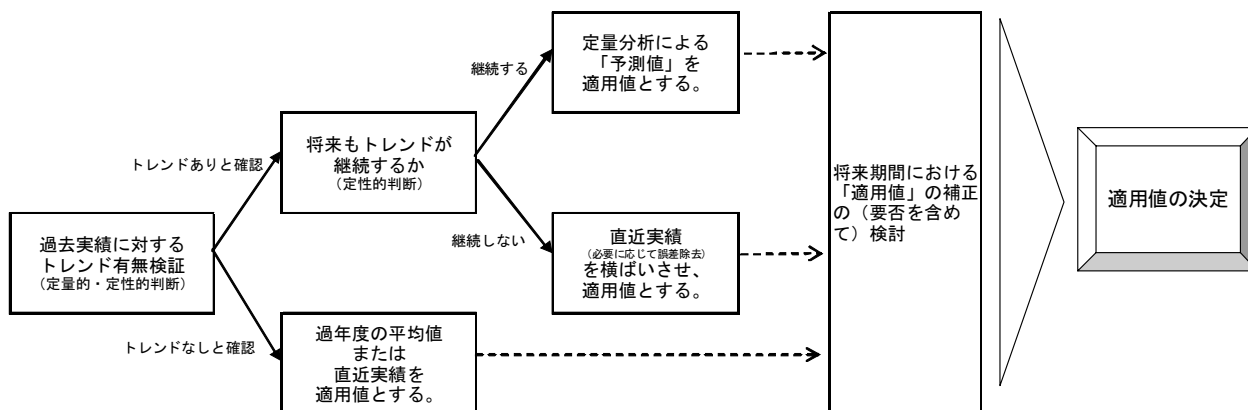 過去実績に対する
トレンド有無検証
(定量的・定性的判断)
トレンドありと確認
トレンドなしと確認
将来もトレンドが
継続するか
(定性的判断)
継続する
継続しない
定量分析による
「予測値」を
適用値とする。
直近実績
(必要に応じて誤差除去)
を横ばいさせ、
適用値とする。
過年度の平均値
または
直近実績を
適用値とする。
将来期間における
「適用値」の補正
の(要否を含め
て)検討
適用値の決定